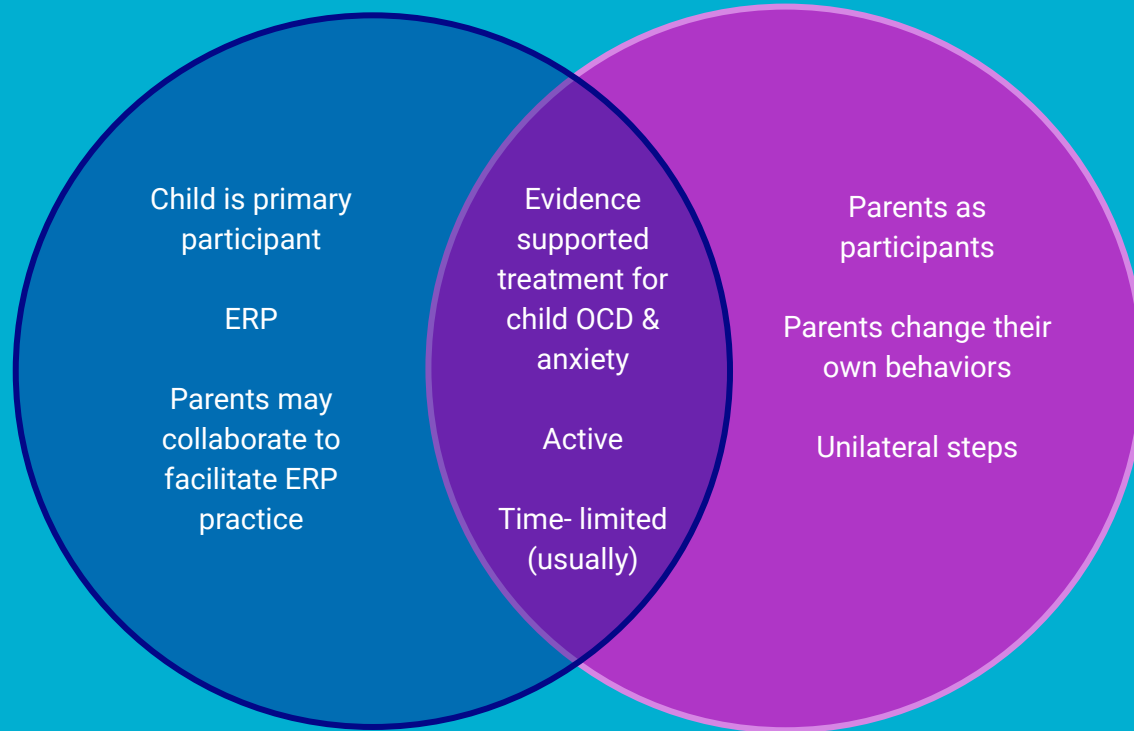 Child is primary
participant
ERP
Parents may
collaborate to
facilitate ERP
practice
Evidence
supported
treatment for
child OCD &
anxiety
Active
Time- limited
(usually)
Parents as
participants
Parents change their
own behaviors
Unilateral steps